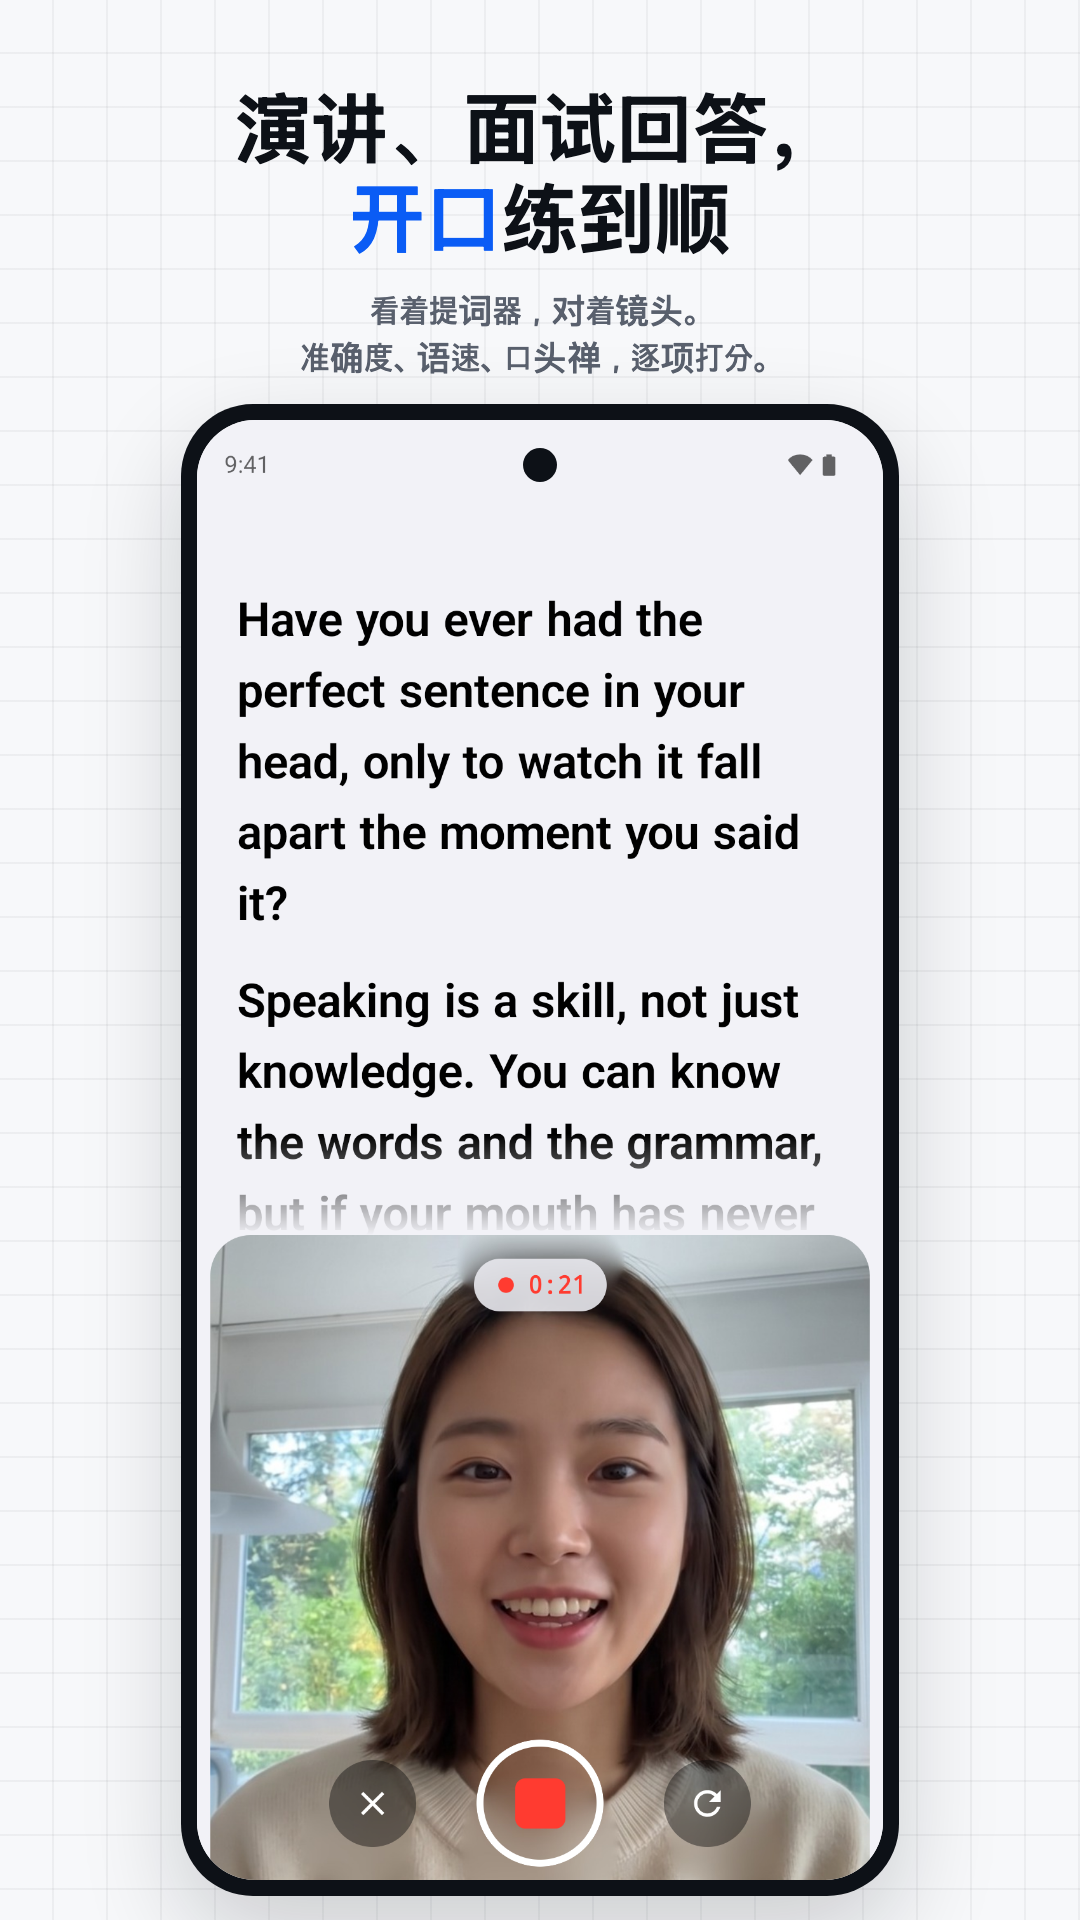 演讲、面试回答，
开口练到顺
看着提词器，对着镜头。
准确度、语速、口头禅，逐项打分。
9:41
Have you ever had the
perfect sentence in your
head, only to watch it fall
apart the moment you said
it?
Speaking is a skill, not just
knowledge. You can know
the words and the grammar,
but if your mouth has never
0:21